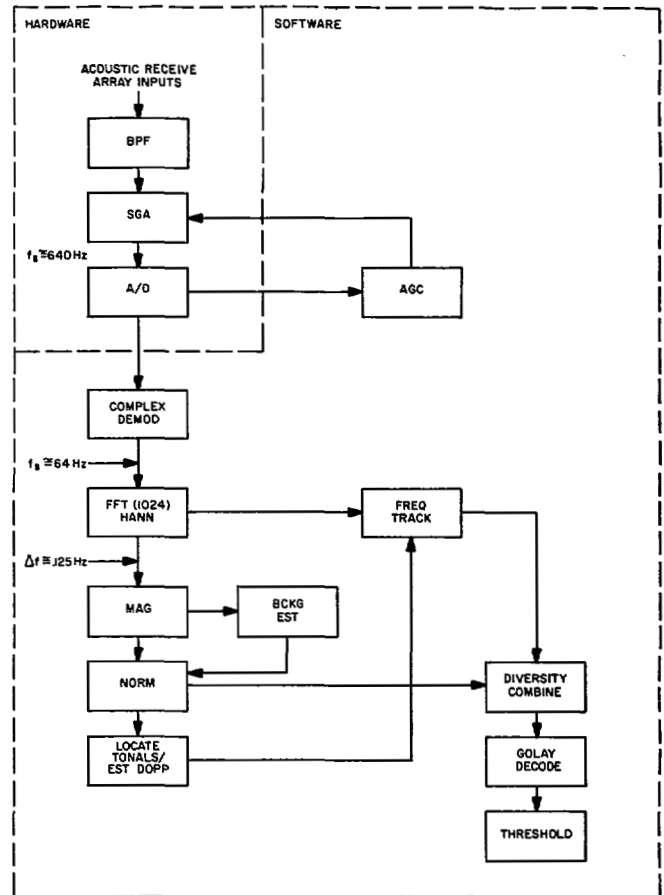 HARDWARE
SOFTWARE
ACOUSTIC RECEIVE
ARRAY INPUTS
BPF
SGA
fs ≅ 640 Hz
A/D
AGC
COMPLEX
DEMOD
fs ≅ 64 Hz
FFT (1024)
HANN
FREQ
TRACK
Δf ≅ .125 Hz
MAG
BCKG
EST
NORM
DIVERSITY
COMBINE
LOCATE
TONALS/
EST DOPP
GOLAY
DECODE
THRESHOLD